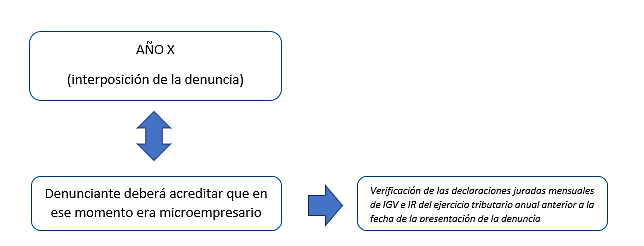 AÑO X
(interposición de la denuncia)
Denunciante deberá acreditar que en
ese momento era microempresario
Verificación de las declaraciones juradas mensuales
de IGV e IR del ejercicio tributario anual anterior a la
fecha de la presentación de la denuncia